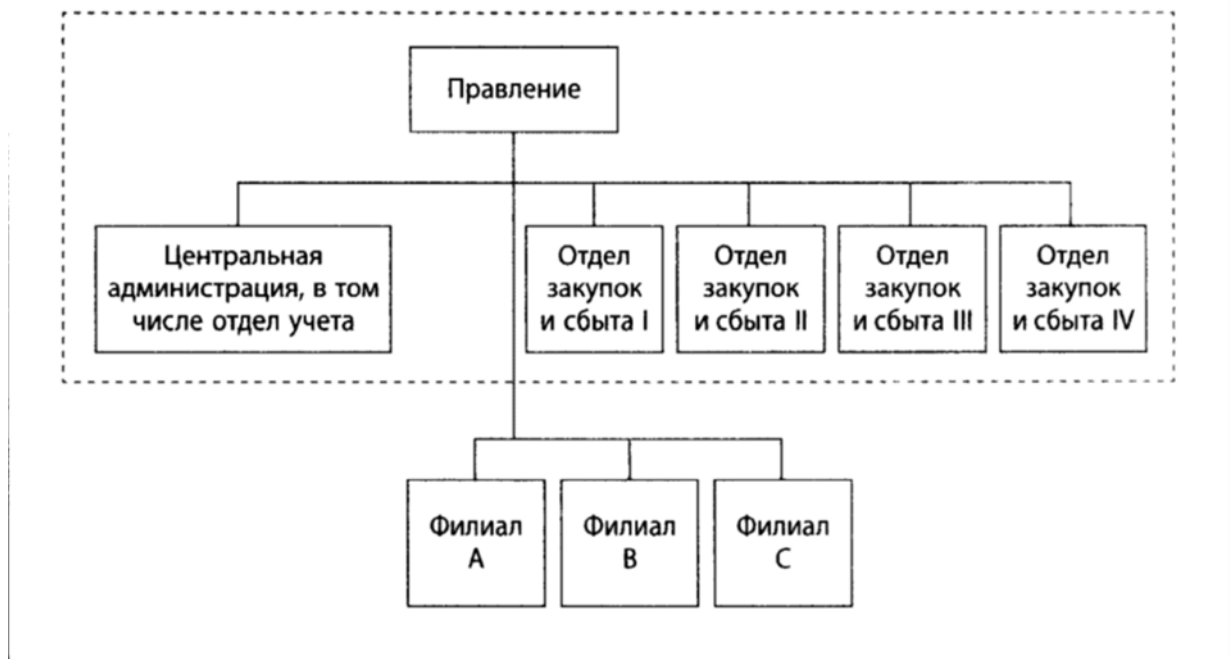 Правление
Центральная
администрация, в том
числе отдел учета
Отдел
закупок
и сбыта I
Отдел
закупок
и сбыта II
Отдел
закупок
и сбыта III
Отдел
закупок
и сбыта IV
Филиал
A
Филиал
B
Филиал
C